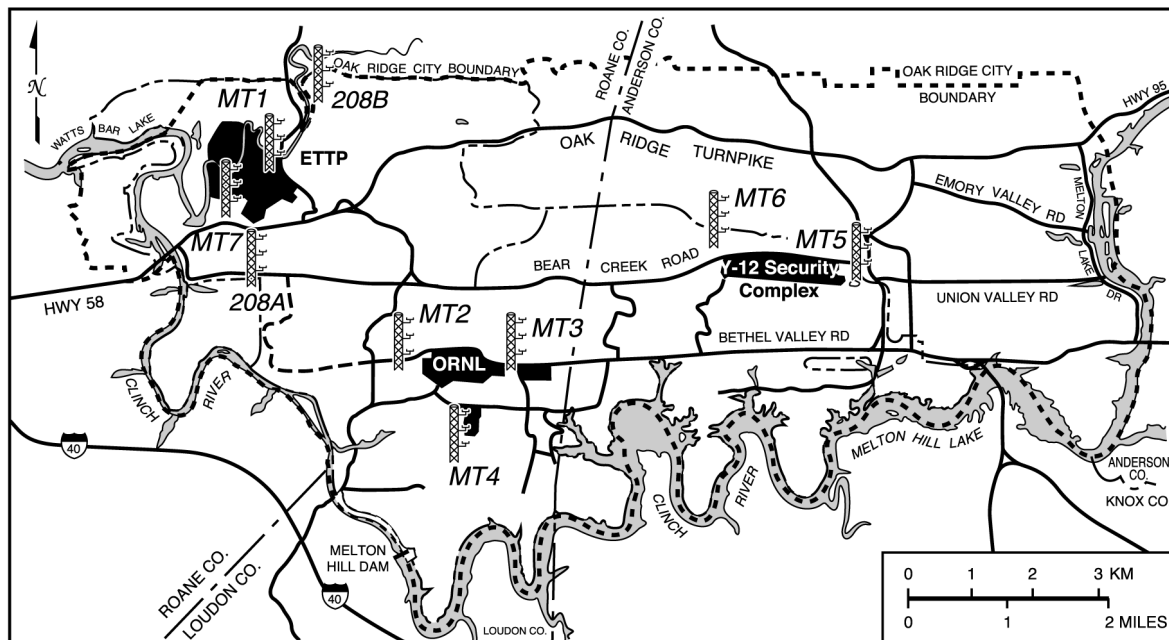 N
OAK RIDGE CITY BOUNDARY
208B
MT1
WATTS BAR LAKE
ETTP
MT7
208A
HWY 58
ROANE CO.
ANDERSON CO.
OAK RIDGE CITY
BOUNDARY
HWY 95
OAK RIDGE TURNPIKE
EMORY VALLEY RD
MELTON LAKE DR
MT6
MT5
BEAR CREEK ROAD
Y-12 Security
Complex
UNION VALLEY RD
BETHEL VALLEY RD
MT2
MT3
ORNL
MT4
CLINCH RIVER
40
CLINCH RIVER
MELTON HILL LAKE
ANDERSON
CO.
KNOX CO.
MELTON
HILL DAM
ROANE CO.
LOUDON CO.
40
LOUDON CO.
0 1 2 3 KM
0 1 2 MILES